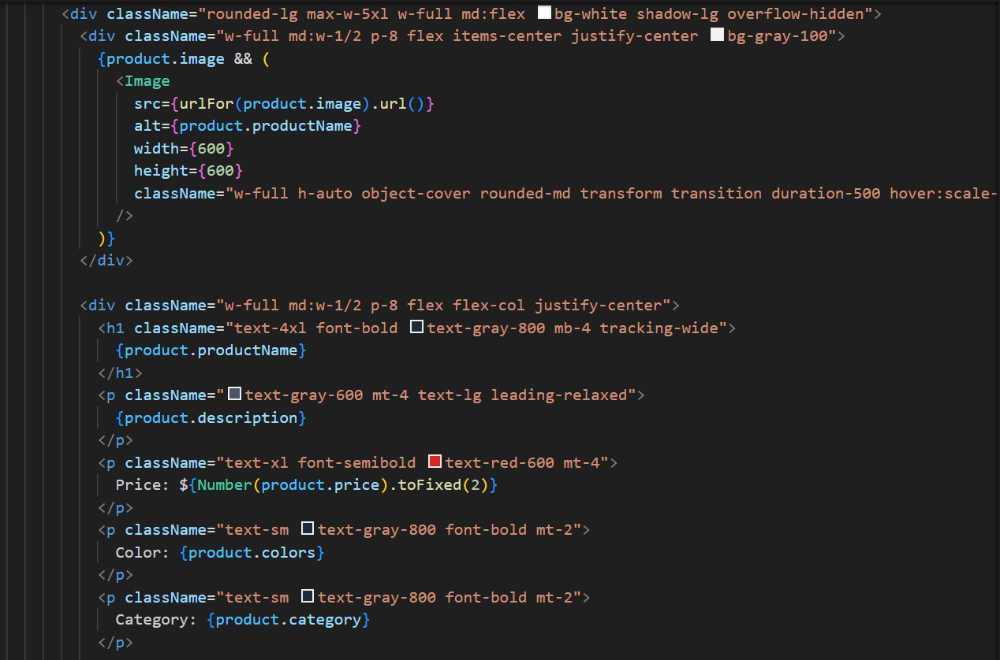 <div className="rounded-lg max-w-5xl w-full md:flex bg-white shadow-lg overflow-hidden">
<div className="w-full md:w-1/2 p-8 flex items-center justify-center bg-gray-100">
{product.image && (
<Image
src={urlFor(product.image).url()}
alt={product.productName}
width={600}
height={600}
className="w-full h-auto object-cover rounded-md transform transition duration-500 hover:scale-
/>
)}
</div>
<div className="w-full md:w-1/2 p-8 flex flex-col justify-center">
<h1 className="text-4xl font-bold text-gray-800 mb-4 tracking-wide">
{product.productName}
</h1>
<p className="text-gray-600 mt-4 text-lg leading-relaxed">
{product.description}
</p>
<p className="text-xl font-semibold text-red-600 mt-4">
Price: ${Number(product.price).toFixed(2)}
</p>
<p className="text-sm text-gray-800 font-bold mt-2">
Color: {product.colors}
</p>
<p className="text-sm text-gray-800 font-bold mt-2">
Category: {product.category}
</p>